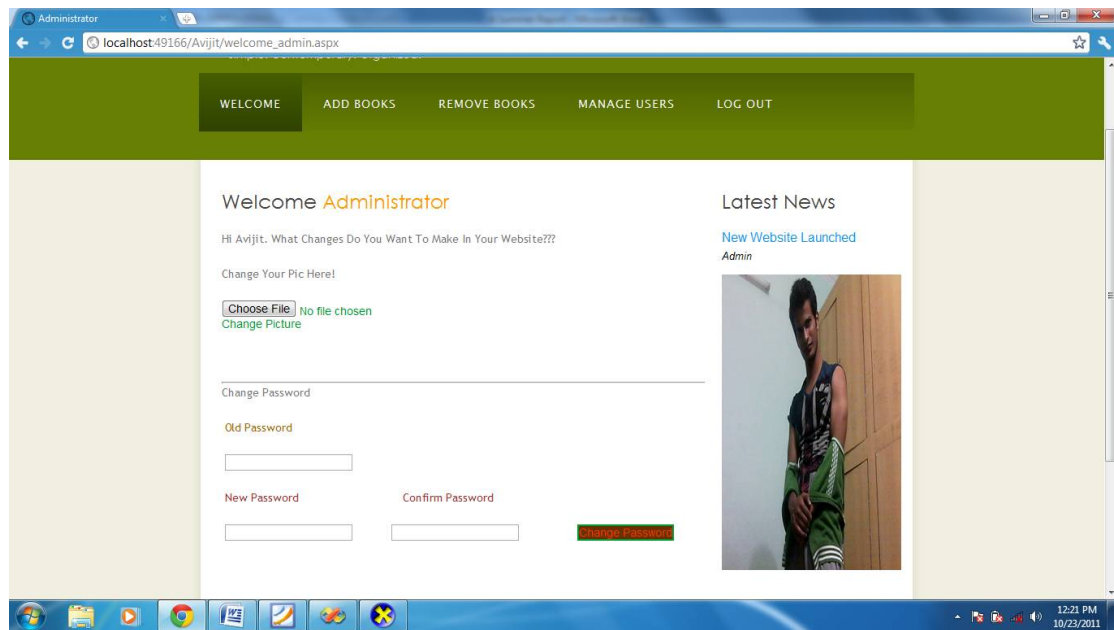 Administrator
localhost:49166/Avijit/welcome_admin.aspx
WELCOME ADD BOOKS REMOVE BOOKS MANAGE USERS LOG OUT
Welcome Administrator
Hi Avijit. What Changes Do You Want To Make In Your Website???
Change Your Pic Here!
Choose File No file chosen
Change Picture
Change Password
Old Password
New Password Confirm Password
Change Password
Latest News
New Website Launched
Admin
12:21 PM
10/23/2011